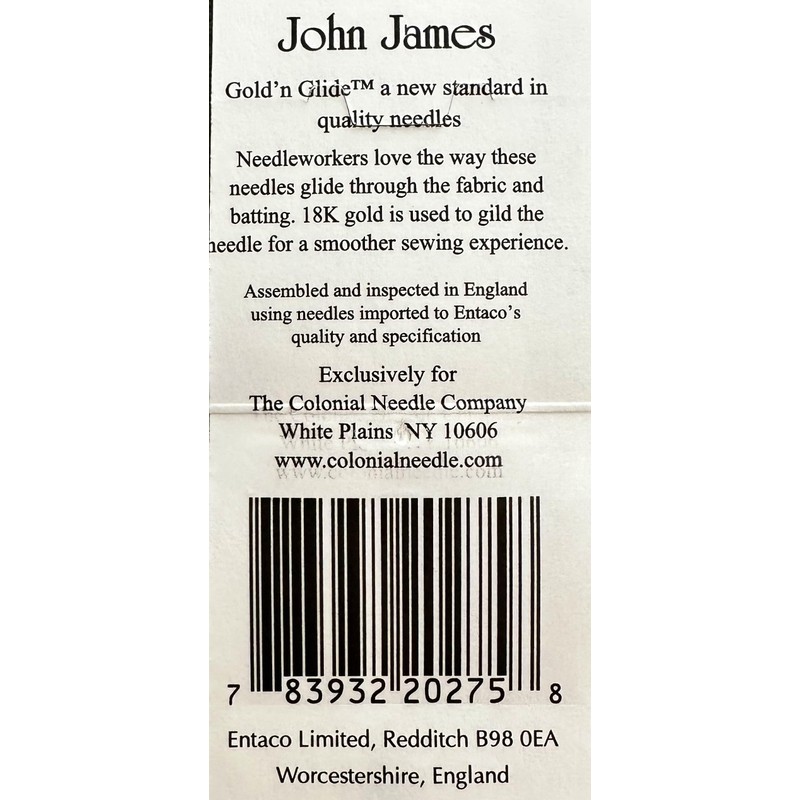 John James
Gold'n Glide™ a new standard in
quality needles
Needleworkers love the way these
needles glide through the fabric and
batting. 18K gold is used to gild the
needle for a smoother sewing experience.
Assembled and inspected in England
using needles imported to Entaco's
quality and specification
Exclusively for
The Colonial Needle Company
White Plains NY 10606
www.colonialneedle.com
7 83932 20275 8
Entaco Limited, Redditch B98 0EA
Worcestershire, England